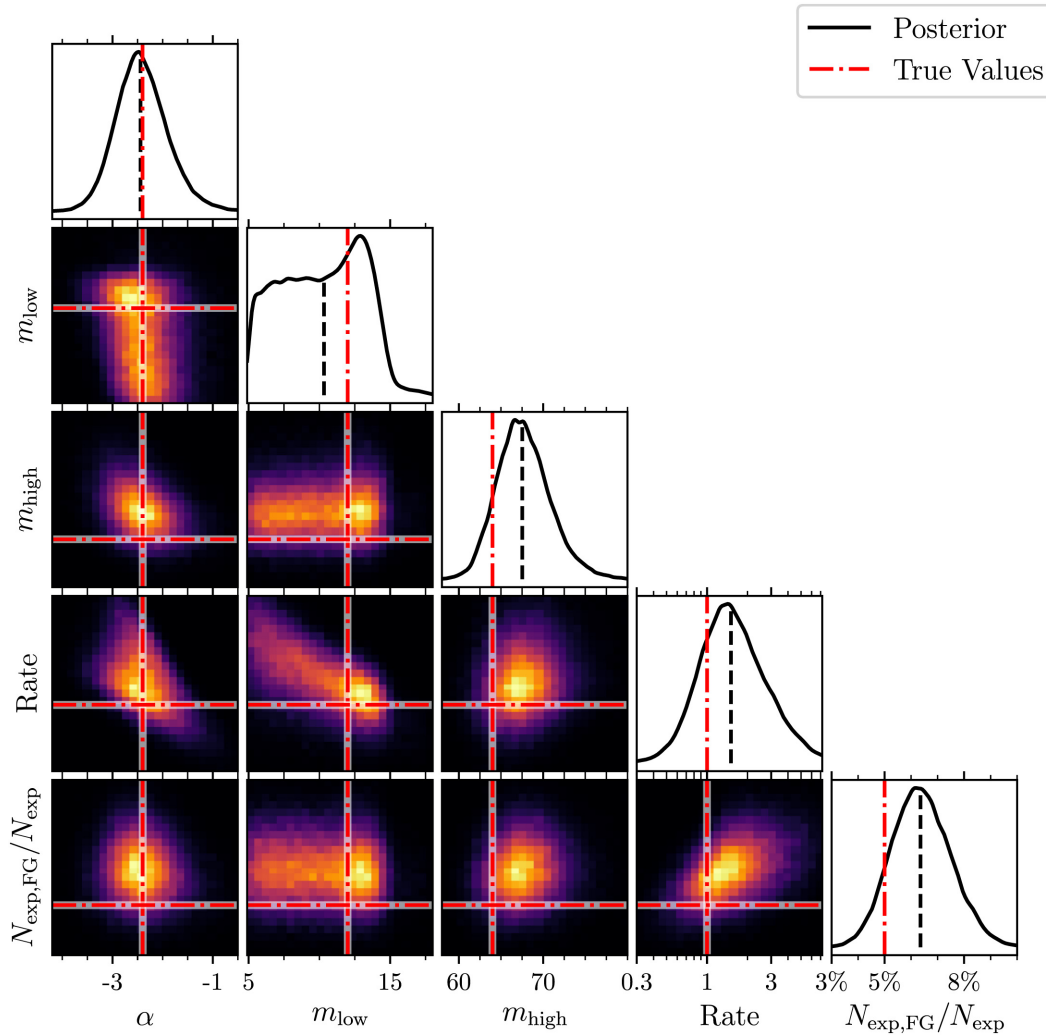 Posterior
True Values
m_low
m_high
Rate
N_exp,FG/N_exp
-3 -1 5 15 60 70 0.3 1 3 3% 5% 8%
α m_low m_high Rate N_exp,FG/N_exp